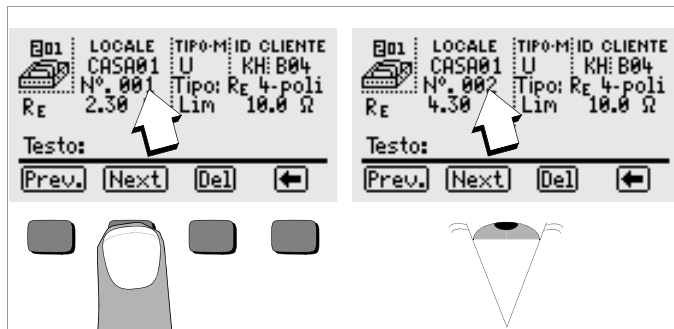 201 LOCALE TIPO-M ID CLIENTE
CASA01 U KH B04
Nº. 001 Tipo: RE 4-poli
RE 2.30 Lim 10.0 Ω
Testo:
Prev. Next Del ←
201 LOCALE TIPO-M ID CLIENTE
CASA01 U KH B04
Nº. 002 Tipo: RE 4-poli
RE 4.30 Lim 10.0 Ω
Testo:
Prev. Next Del ←